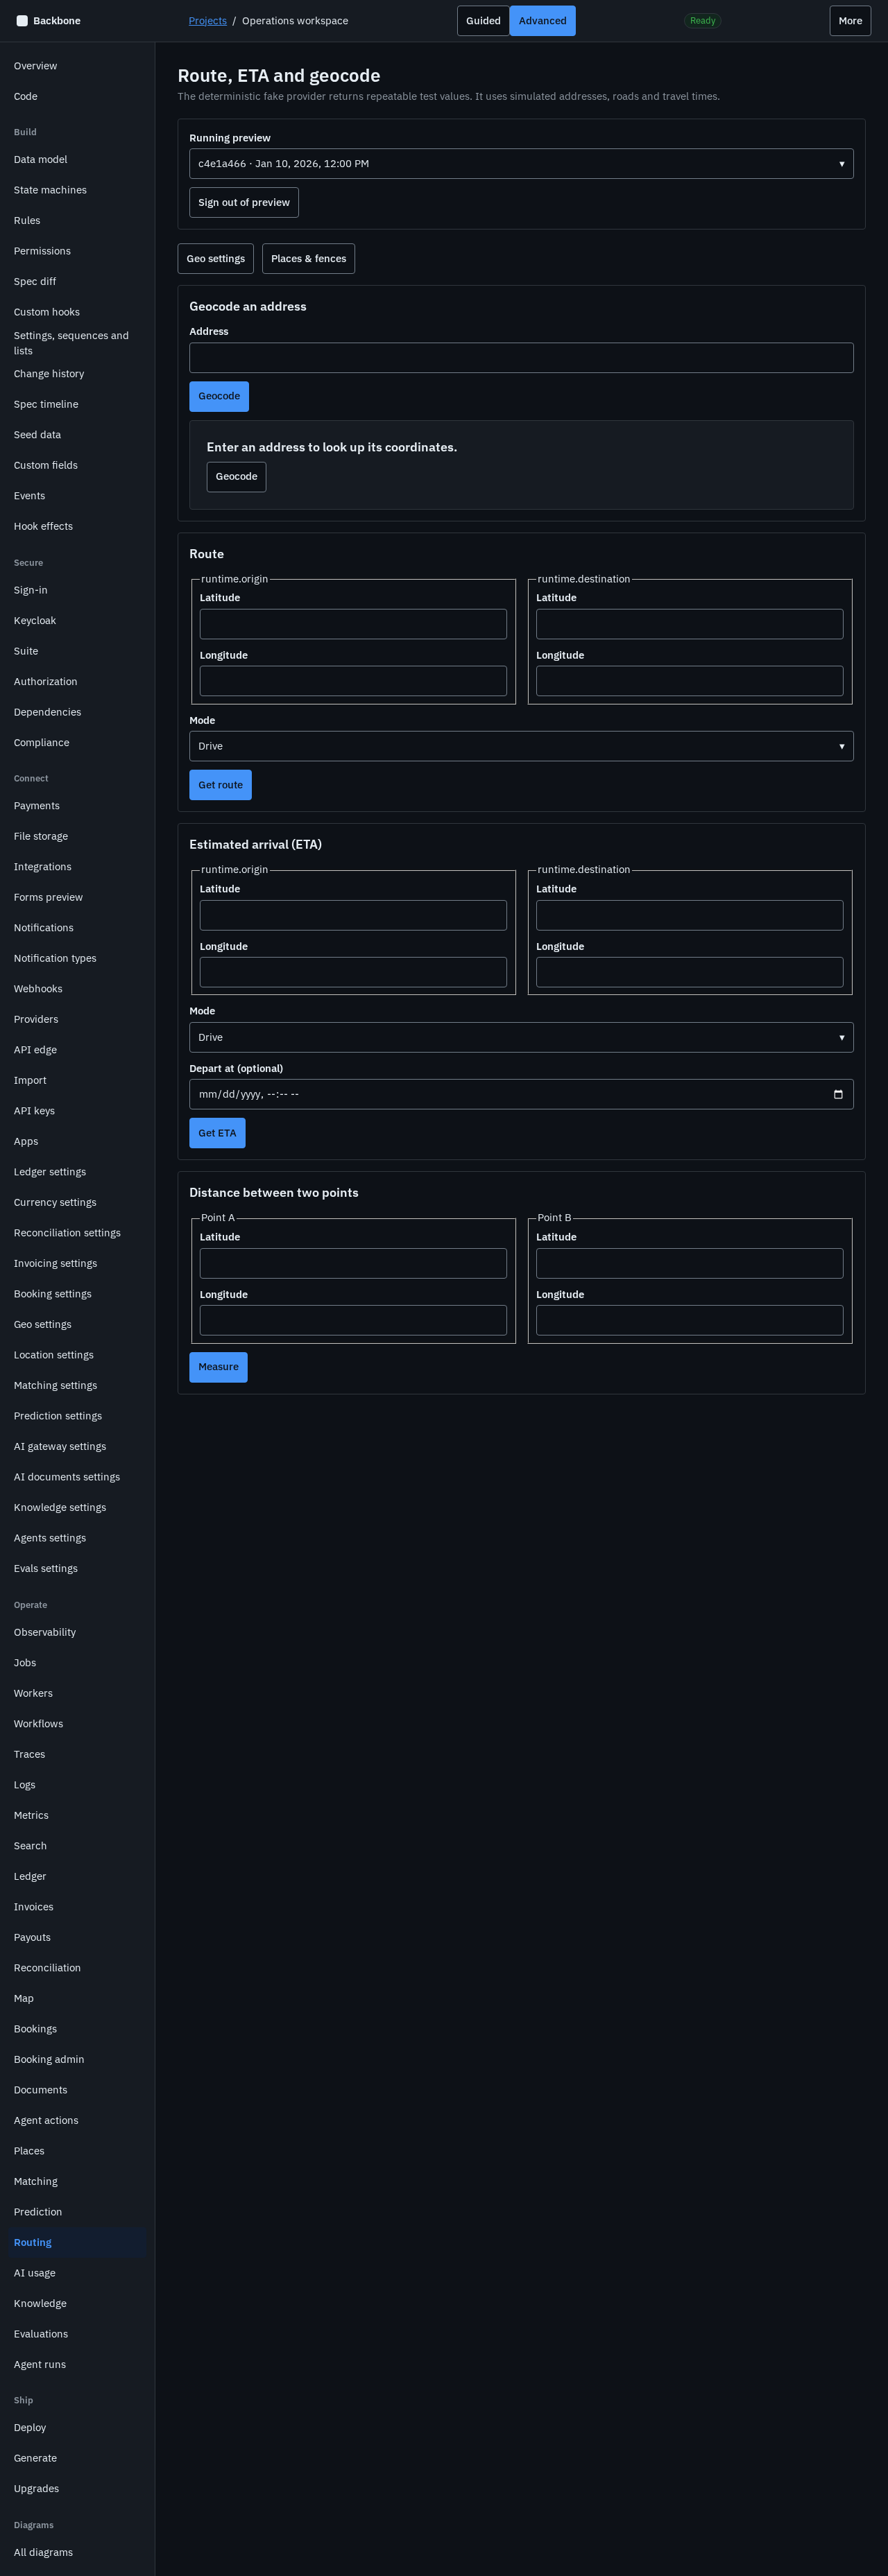 Backbone
Projects / Operations workspace
Guided
Advanced
Ready
More
Overview
Code
Build
Data model
State machines
Rules
Permissions
Spec diff
Custom hooks
Settings, sequences and
lists
Change history
Spec timeline
Seed data
Custom fields
Events
Hook effects
Secure
Sign-in
Keycloak
Suite
Authorization
Dependencies
Compliance
Connect
Payments
File storage
Integrations
Forms preview
Notifications
Notification types
Webhooks
Providers
API edge
Import
API keys
Apps
Ledger settings
Currency settings
Reconciliation settings
Invoicing settings
Booking settings
Geo settings
Location settings
Matching settings
Prediction settings
AI gateway settings
AI documents settings
Knowledge settings
Agents settings
Evals settings
Operate
Observability
Jobs
Workers
Workflows
Traces
Logs
Metrics
Search
Ledger
Invoices
Payouts
Reconciliation
Map
Bookings
Booking admin
Documents
Agent actions
Places
Matching
Prediction
Routing
AI usage
Knowledge
Evaluations
Agent runs
Ship
Deploy
Generate
Upgrades
Diagrams
All diagrams
Route, ETA and geocode
The deterministic fake provider returns repeatable test values. It uses simulated addresses, roads and travel times.
Running preview
c4e1a466 · Jan 10, 2026, 12:00 PM
Sign out of preview
Geo settings
Places & fences
Geocode an address
Address
Geocode
Enter an address to look up its coordinates.
Geocode
Route
runtime.origin
Latitude
Longitude
runtime.destination
Latitude
Longitude
Mode
Drive
Get route
Estimated arrival (ETA)
runtime.origin
Latitude
Longitude
runtime.destination
Latitude
Longitude
Mode
Drive
Depart at (optional)
mm/dd/yyyy, --:-- --
Get ETA
Distance between two points
Point A
Latitude
Longitude
Point B
Latitude
Longitude
Measure